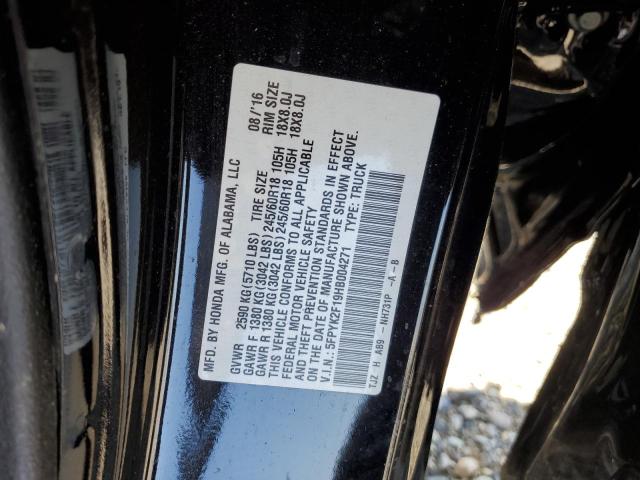 MFD. BY HONDA MFG. OF ALABAMA, LLC 08/'16
GVWR 2590 KG(5710 LBS) TIRE SIZE RIM SIZE
GAWR F 1380 KG(3042 LBS) 245/60R18 105H 18X8.0J
GAWR R 1380 KG(3042 LBS) 245/60R18 105H 18X8.0J
THIS VEHICLE CONFORMS TO ALL APPLICABLE
FEDERAL MOTOR VEHICLE SAFETY
AND THEFT PREVENTION STANDARDS IN EFFECT
ON THE DATE OF MANUFACTURE SHOWN ABOVE.
V.I.N.: 5FPYK2F19HB004271 TYPE: TRUCK
TJZ H AB9 -NH731P -A -B